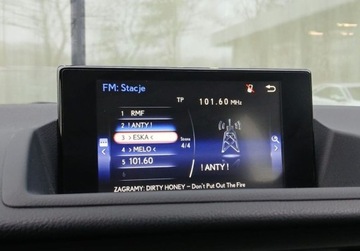 FM: Stacje
TP 101.60 MHz
1 RMF
2 !ANTY!
3 >ESKA<
4 >MELO<
5 101.60
Scena
4/4
!ANTY!
ZAGRAMY: DIRTY HONEY - Don't Put Out The Fire